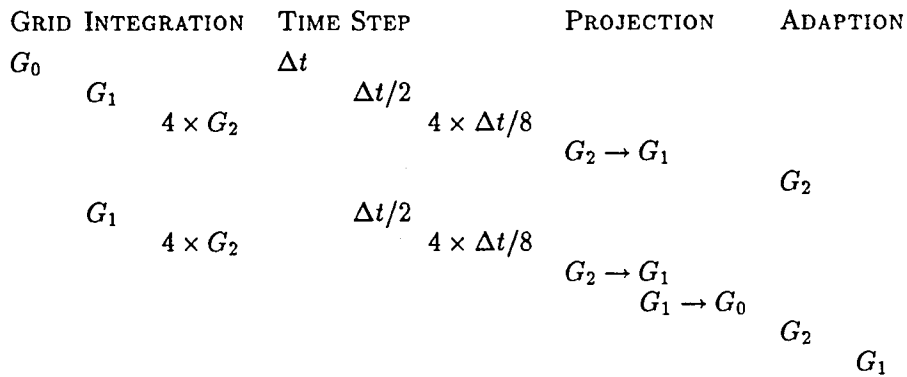 GRID INTEGRATION TIME STEP PROJECTION ADAPTION
G₀ Δt
G₁ Δt/2
4 × G₂ 4 × Δt/8
G₂ → G₁
G₂
G₁ Δt/2
4 × G₂ 4 × Δt/8
G₂ → G₁
G₁ → G₀
G₂
G₁